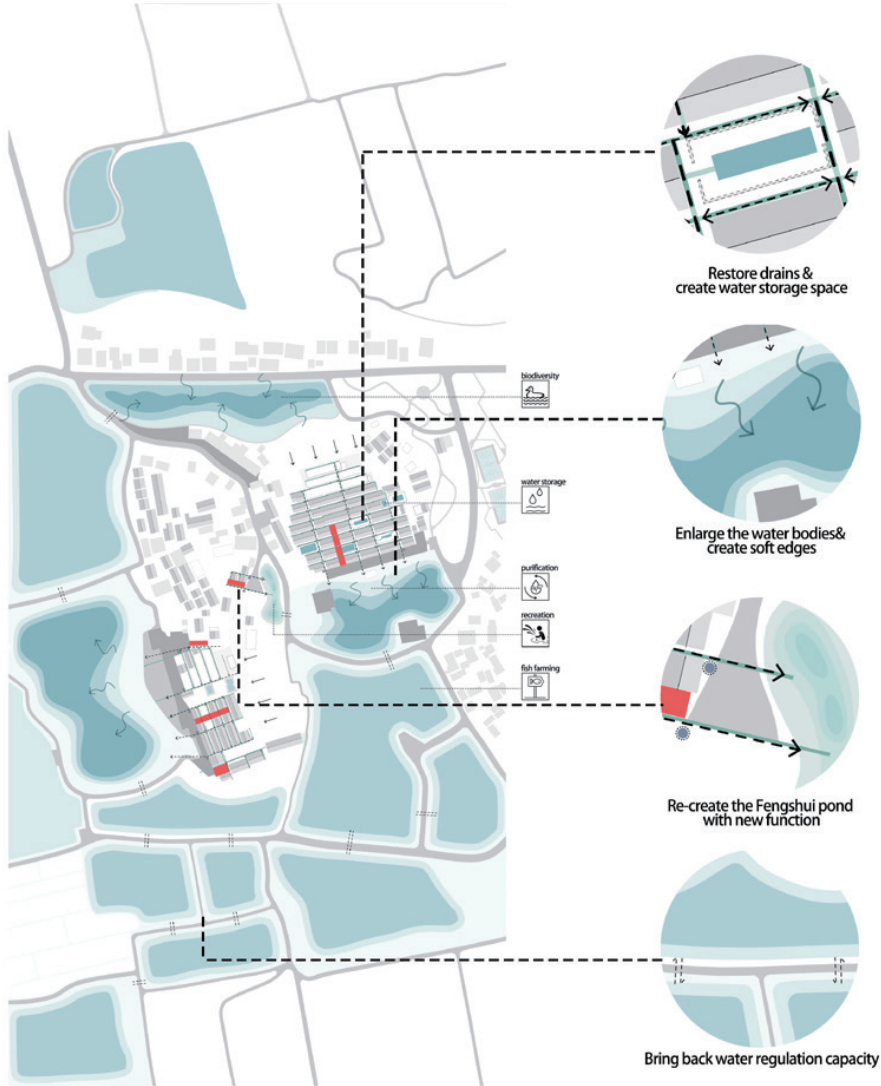 Restore drains &
create water storage space
biodiversity
water storage
Enlarge the water bodies&
create soft edges
purification
recreation
fish farming
Re-create the Fengshui pond
with new function
Bring back water regulation capacity